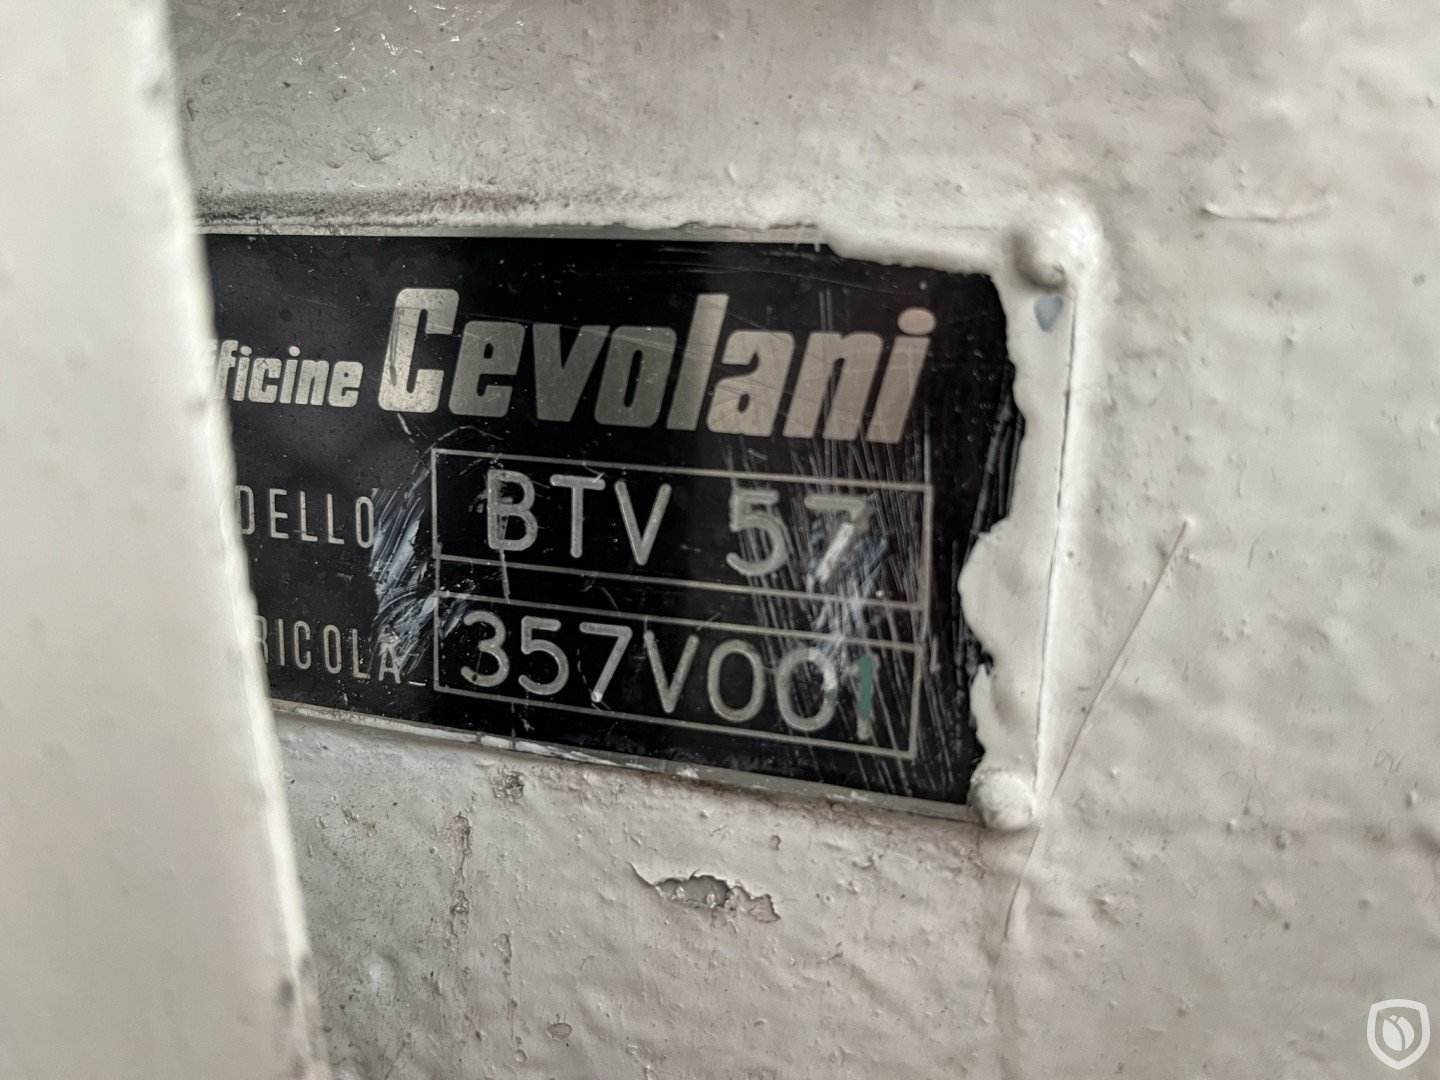 fficine Cevolani
DELLO BTV 57
RICOLA 357V001